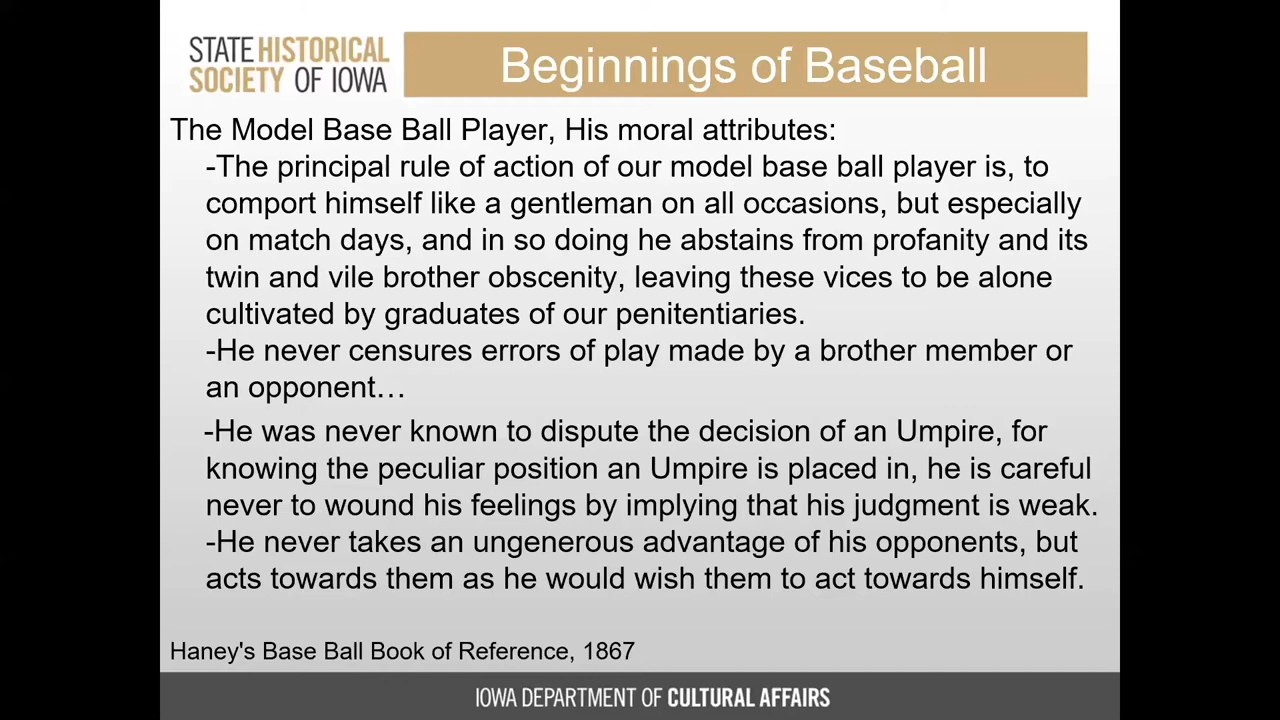 STATE HISTORICAL
SOCIETY OF IOWA
Beginnings of Baseball
The Model Base Ball Player, His moral attributes:
-The principal rule of action of our model base ball player is, to
comport himself like a gentleman on all occasions, but especially
on match days, and in so doing he abstains from profanity and its
twin and vile brother obscenity, leaving these vices to be alone
cultivated by graduates of our penitentiaries.
-He never censures errors of play made by a brother member or
an opponent…
-He was never known to dispute the decision of an Umpire, for
knowing the peculiar position an Umpire is placed in, he is careful
never to wound his feelings by implying that his judgment is weak.
-He never takes an ungenerous advantage of his opponents, but
acts towards them as he would wish them to act towards himself.
Haney's Base Ball Book of Reference, 1867
IOWA DEPARTMENT OF CULTURAL AFFAIRS